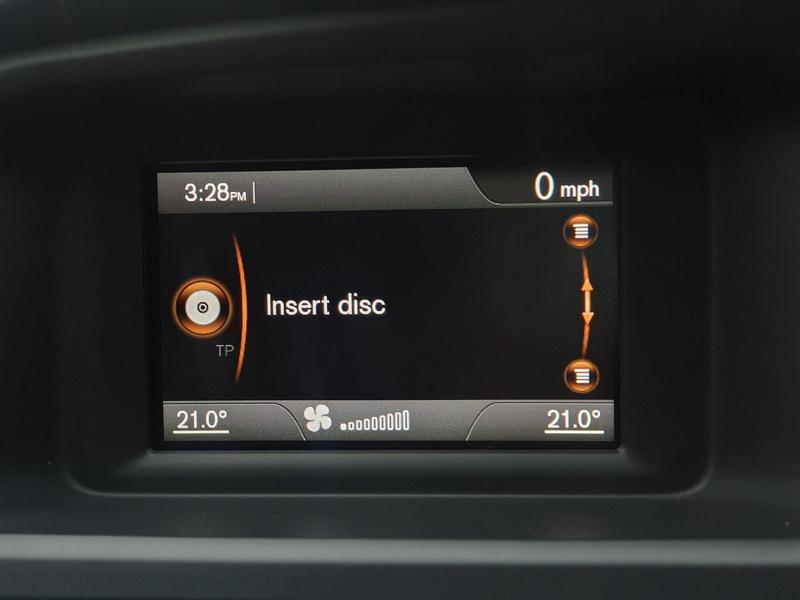 3:28PM
0 mph
Insert disc
TP
21.0°
21.0°